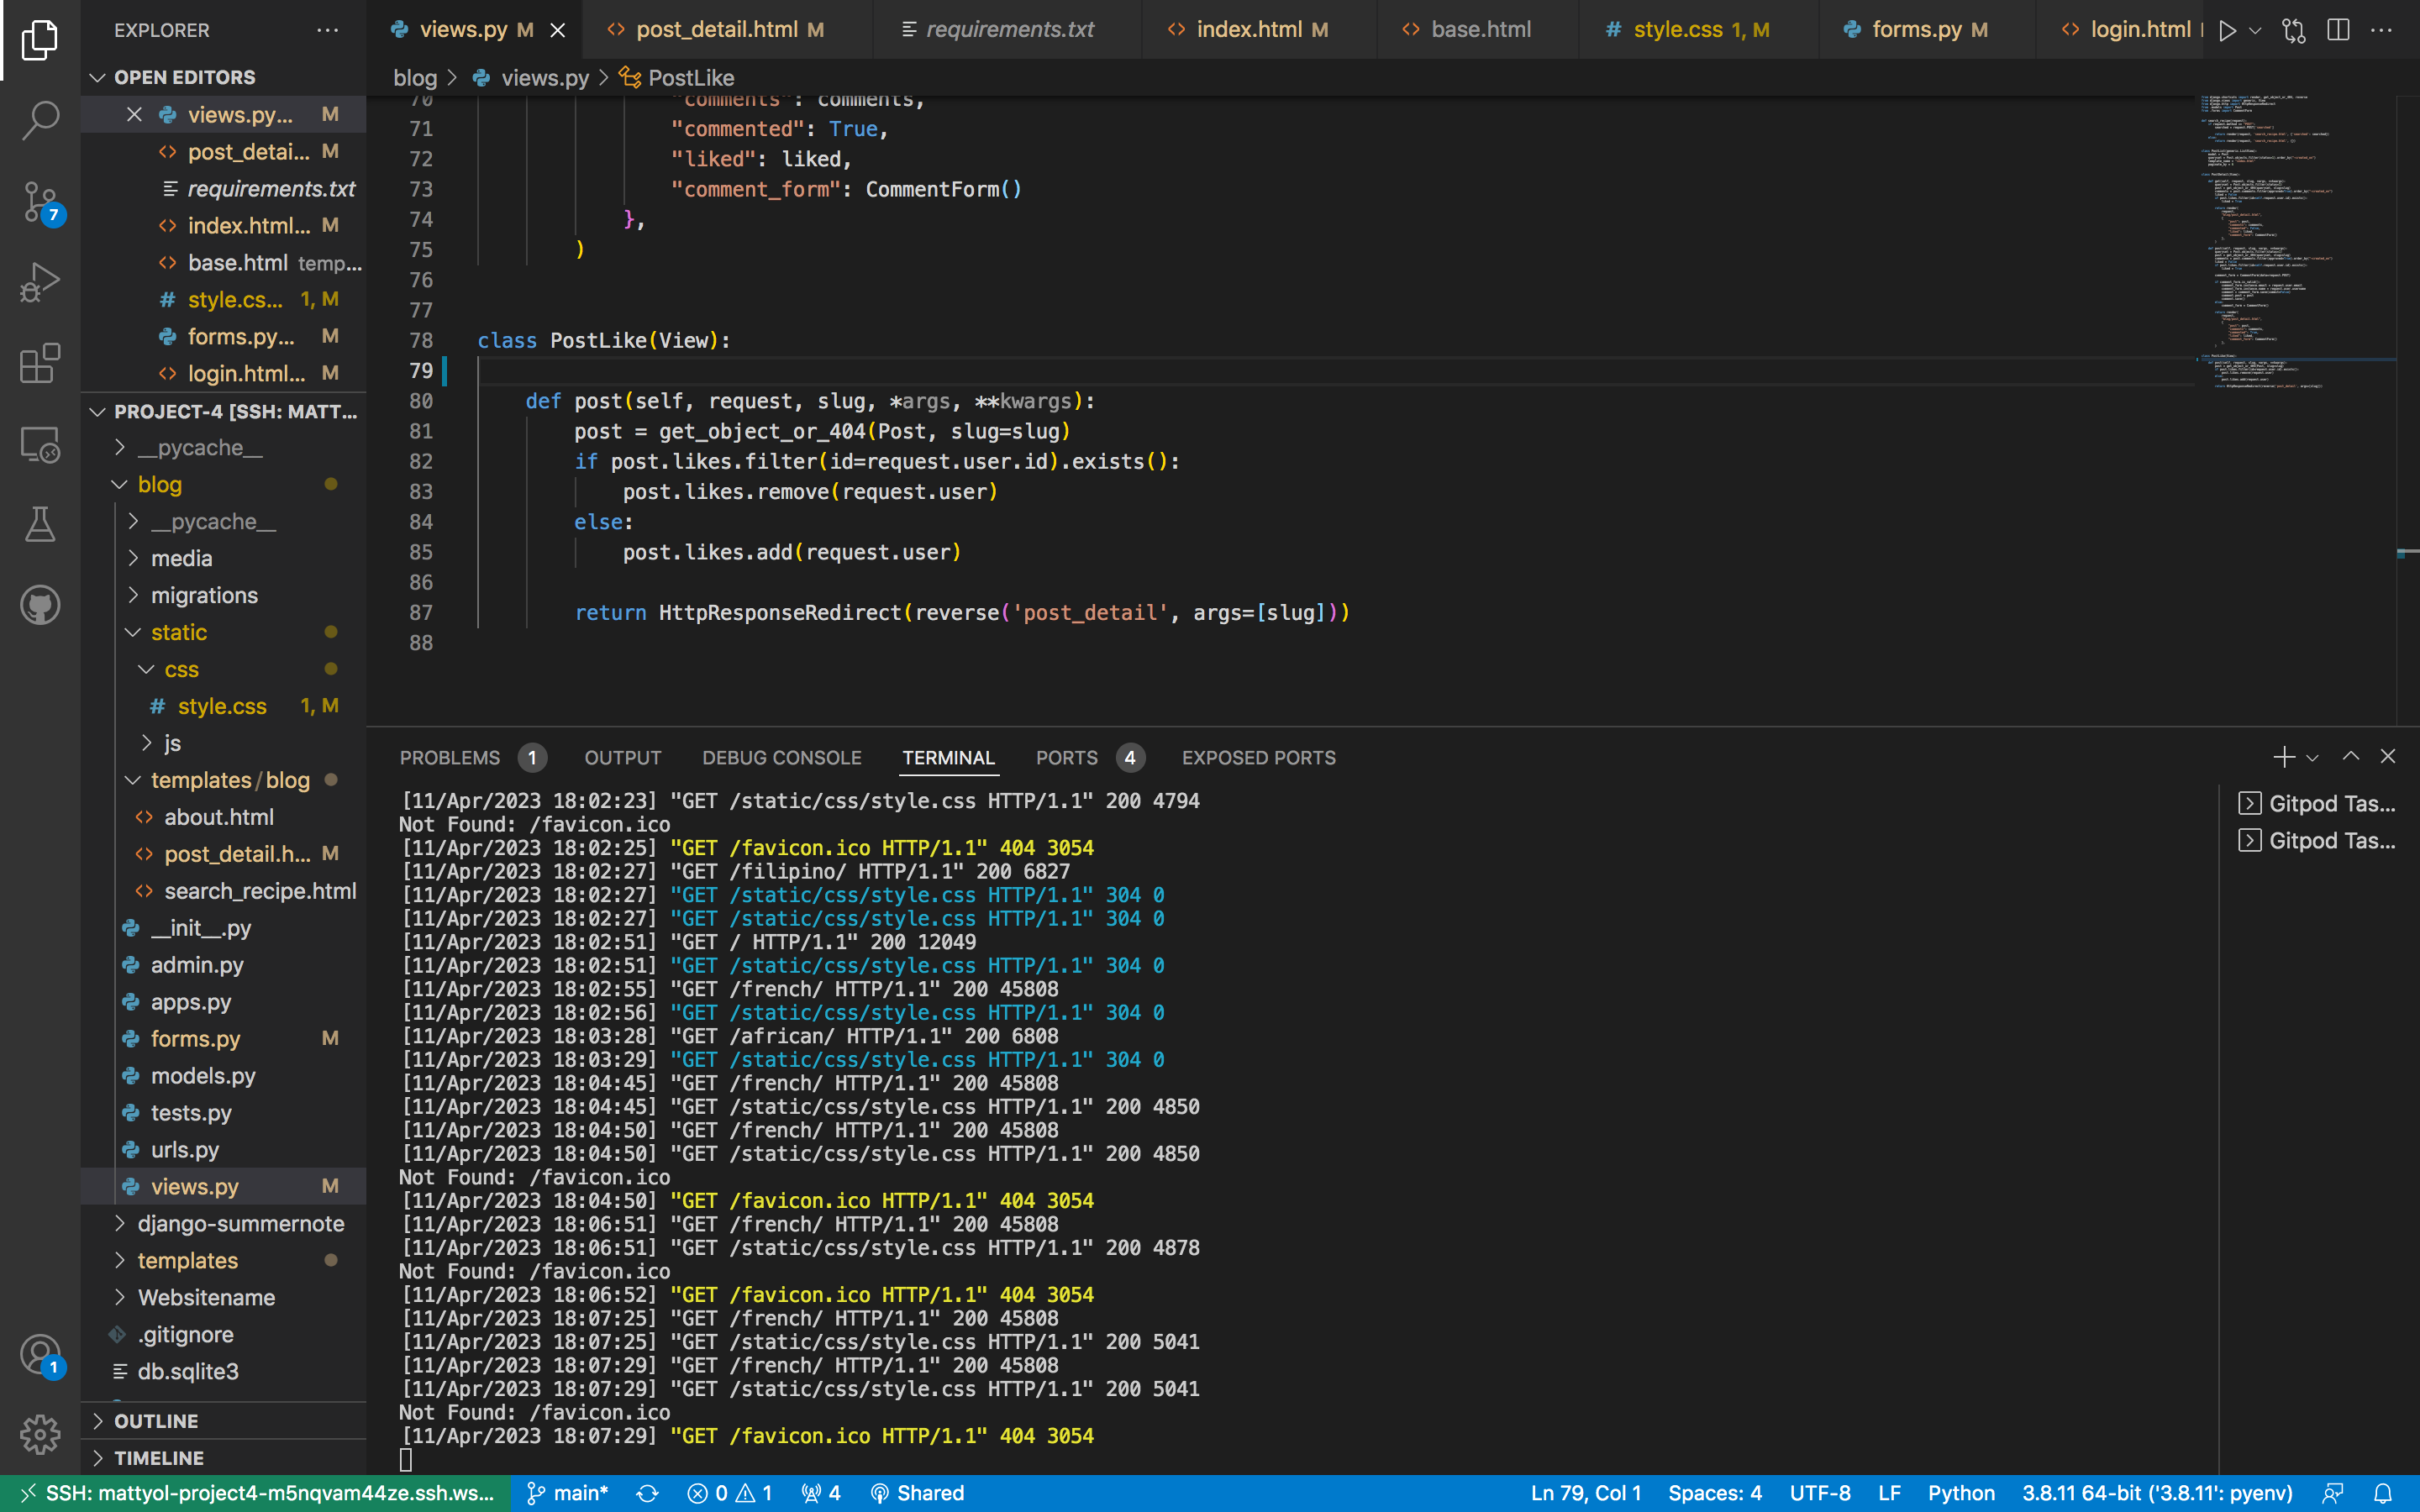 EXPLORER
OPEN EDITORS
views.py... M
post_detai... M
requirements.txt
index.html... M
base.html temp...
style.cs... 1, M
forms.py... M
login.html... M
PROJECT-4 [SSH: MATT...
__pycache__
blog
__pycache__
media
migrations
static
css
style.css 1, M
js
templates/blog
about.html
post_detail.h... M
search_recipe.html
__init__.py
admin.py
apps.py
forms.py M
models.py
tests.py
urls.py
views.py M
django-summernote
templates
Websitename
.gitignore
db.sqlite3
OUTLINE
TIMELINE
7
1
views.py M
post_detail.html M
requirements.txt
index.html M
base.html
style.css 1, M
forms.py M
login.html
blog > views.py > PostLike
70 "comments": comments,
71 "commented": True,
72 "liked": liked,
73 "comment_form": CommentForm()
74 },
75 )
76
77
78 class PostLike(View):
79
80 def post(self, request, slug, *args, **kwargs):
81 post = get_object_or_404(Post, slug=slug)
82 if post.likes.filter(id=request.user.id).exists():
83 post.likes.remove(request.user)
84 else:
85 post.likes.add(request.user)
86
87 return HttpResponseRedirect(reverse('post_detail', args=[slug]))
88
PROBLEMS 1 OUTPUT DEBUG CONSOLE TERMINAL PORTS 4 EXPOSED PORTS
[11/Apr/2023 18:02:23] "GET /static/css/style.css HTTP/1.1" 200 4794
Not Found: /favicon.ico
[11/Apr/2023 18:02:25] "GET /favicon.ico HTTP/1.1" 404 3054
[11/Apr/2023 18:02:27] "GET /filipino/ HTTP/1.1" 200 6827
[11/Apr/2023 18:02:27] "GET /static/css/style.css HTTP/1.1" 304 0
[11/Apr/2023 18:02:27] "GET /static/css/style.css HTTP/1.1" 304 0
[11/Apr/2023 18:02:51] "GET / HTTP/1.1" 200 12049
[11/Apr/2023 18:02:51] "GET /static/css/style.css HTTP/1.1" 304 0
[11/Apr/2023 18:02:55] "GET /french/ HTTP/1.1" 200 45808
[11/Apr/2023 18:02:56] "GET /static/css/style.css HTTP/1.1" 304 0
[11/Apr/2023 18:03:28] "GET /african/ HTTP/1.1" 200 6808
[11/Apr/2023 18:03:29] "GET /static/css/style.css HTTP/1.1" 304 0
[11/Apr/2023 18:04:45] "GET /french/ HTTP/1.1" 200 45808
[11/Apr/2023 18:04:45] "GET /static/css/style.css HTTP/1.1" 200 4850
[11/Apr/2023 18:04:50] "GET /french/ HTTP/1.1" 200 45808
[11/Apr/2023 18:04:50] "GET /static/css/style.css HTTP/1.1" 200 4850
Not Found: /favicon.ico
[11/Apr/2023 18:04:50] "GET /favicon.ico HTTP/1.1" 404 3054
[11/Apr/2023 18:06:51] "GET /french/ HTTP/1.1" 200 45808
[11/Apr/2023 18:06:51] "GET /static/css/style.css HTTP/1.1" 200 4878
Not Found: /favicon.ico
[11/Apr/2023 18:06:52] "GET /favicon.ico HTTP/1.1" 404 3054
[11/Apr/2023 18:07:25] "GET /french/ HTTP/1.1" 200 45808
[11/Apr/2023 18:07:25] "GET /static/css/style.css HTTP/1.1" 200 5041
[11/Apr/2023 18:07:29] "GET /french/ HTTP/1.1" 200 45808
[11/Apr/2023 18:07:29] "GET /static/css/style.css HTTP/1.1" 200 5041
Not Found: /favicon.ico
[11/Apr/2023 18:07:29] "GET /favicon.ico HTTP/1.1" 404 3054
Gitpod Tas...
Gitpod Tas...
SSH: mattyol-project4-m5nqvam44ze.ssh.ws... main* 0 1 4 Shared Ln 79, Col 1 Spaces: 4 UTF-8 LF Python 3.8.11 64-bit ('3.8.11': pyenv)